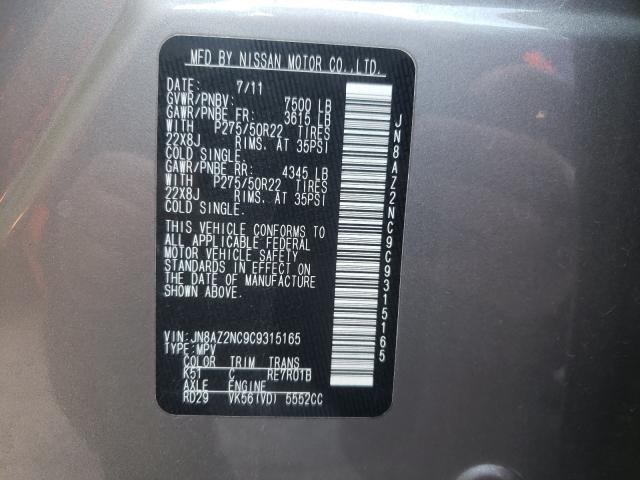 MFD BY NISSAN MOTOR CO.,LTD.
DATE: 7/11
GVWR/PNBV: 7500 LB
GAWR/PNBE FR: 3615 LB
WITH P275/50R22 TIRES
22X8J RIMS. AT 35PSI
COLD SINGLE.
GAWR/PNBE RR: 4345 LB
WITH P275/50R22 TIRES
22X8J RIMS. AT 35PSI
COLD SINGLE.
THIS VEHICLE CONFORMS TO
ALL APPLICABLE FEDERAL
MOTOR VEHICLE SAFETY
STANDARDS IN EFFECT ON
THE DATE OF MANUFACTURE
SHOWN ABOVE.
VIN:JN8AZ2NC9C9315165
TYPE:MPV
COLOR TRIM TRANS
K51 C RE7R01B
AXLE ENGINE
RD29 VK56(VD) 5552CC
JN8AZ2NC9C9315165